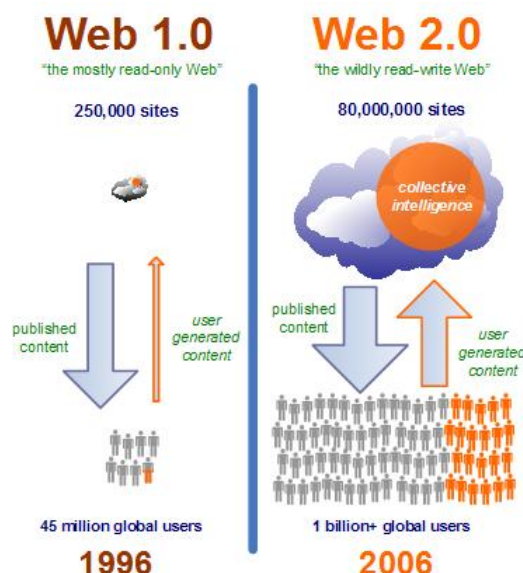 Web 1.0
"the mostly read-only Web"
250,000 sites
published
content
user
generated
content
45 million global users
1996
Web 2.0
"the wildly read-write Web"
80,000,000 sites
collective
intelligence
published
content
user
generated
content
1 billion+ global users
2006